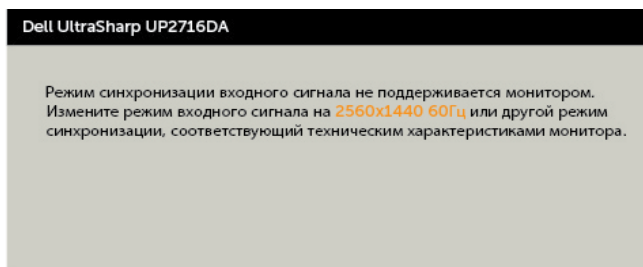 Dell UltraSharp UP2716DA
Режим синхронизации входного сигнала не поддерживается монитором.
Измените режим входного сигнала на 2560x1440 60Гц или другой режим
синхронизации, соответствующий техническим характеристиками монитора.